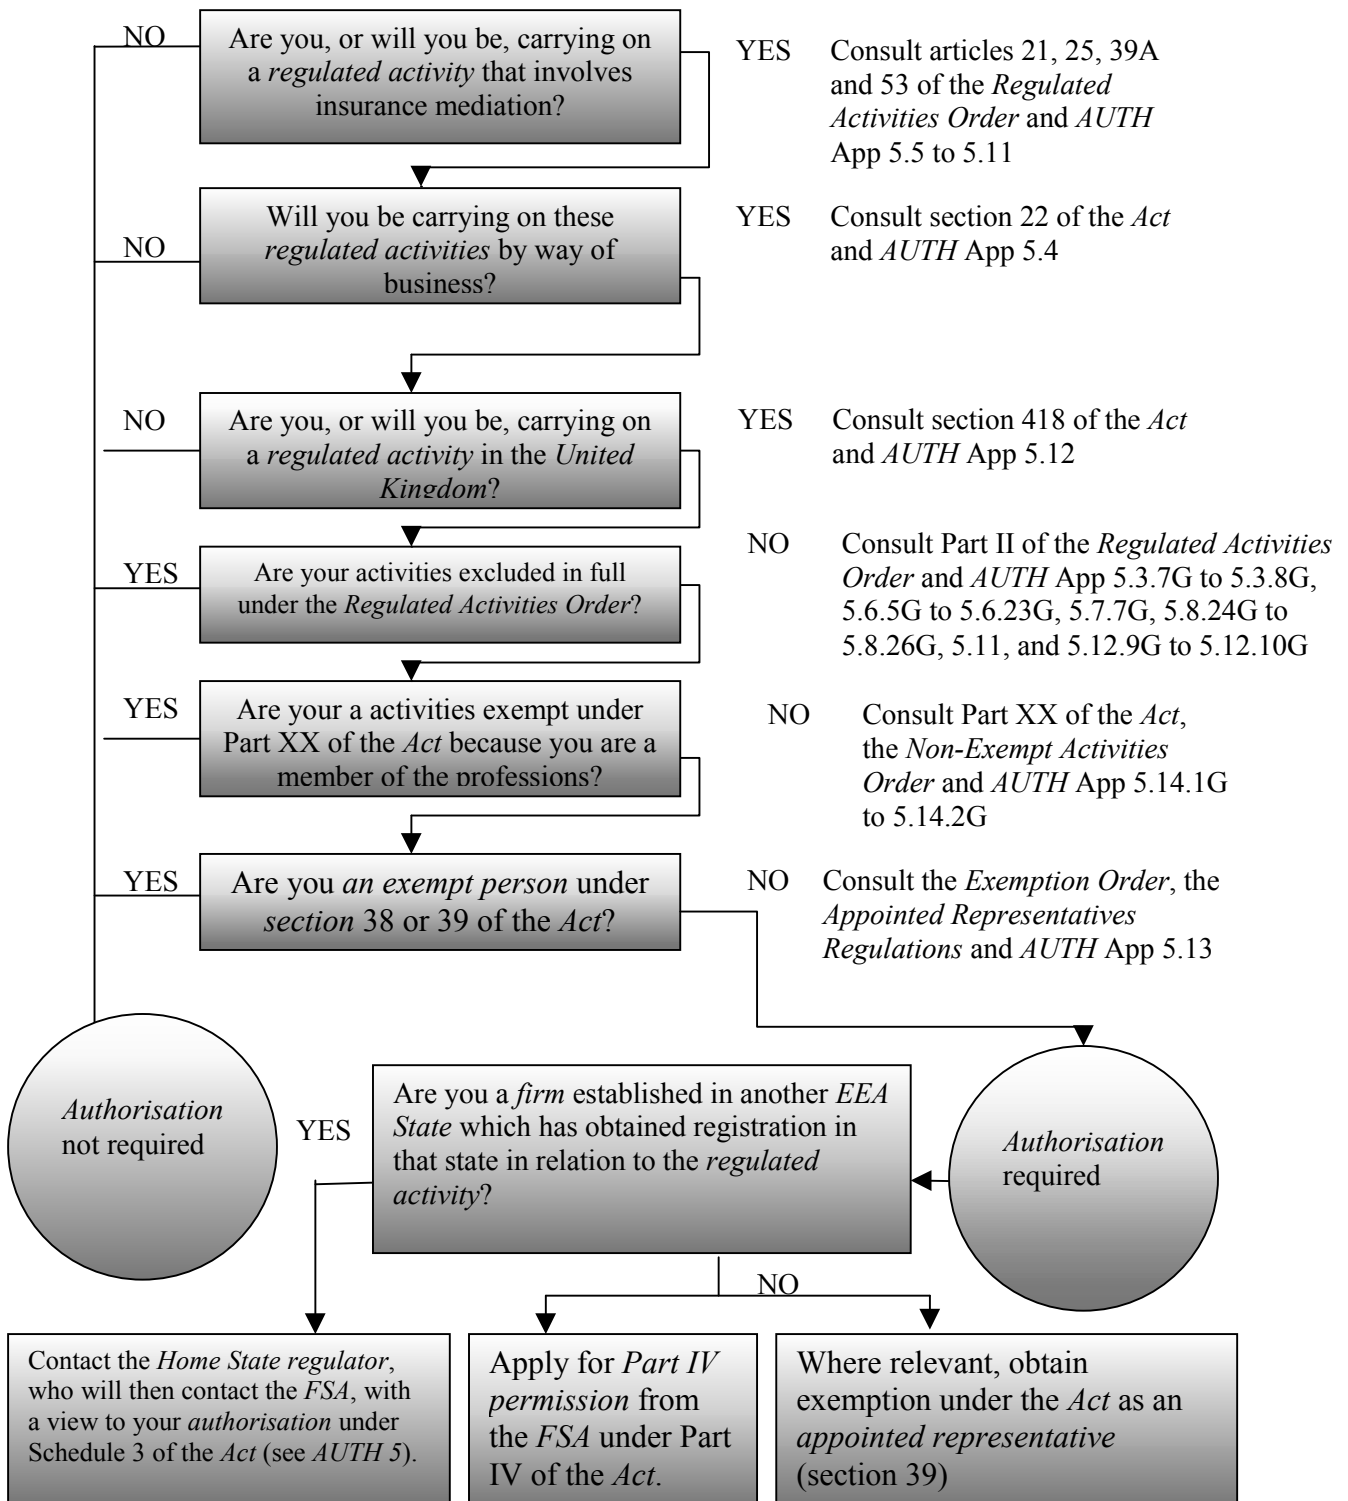 NO
Are you, or will you be, carrying on
a regulated activity that involves
insurance mediation?
YES
Consult articles 21, 25, 39A
and 53 of the Regulated
Activities Order and AUTH
App 5.5 to 5.11
NO
Will you be carrying on these
regulated activities by way of
business?
YES
Consult section 22 of the Act
and AUTH App 5.4
NO
Are you, or will you be, carrying on
a regulated activity in the United
Kingdom?
YES
Consult section 418 of the Act
and AUTH App 5.12
YES
Are your activities excluded in full
under the Regulated Activities Order?
NO
Consult Part II of the Regulated Activities
Order and AUTH App 5.3.7G to 5.3.8G,
5.6.5G to 5.6.23G, 5.7.7G, 5.8.24G to
5.8.26G, 5.11, and 5.12.9G to 5.12.10G
YES
Are your a activities exempt under
Part XX of the Act because you are a
member of the professions?
NO
Consult Part XX of the Act,
the Non-Exempt Activities
Order and AUTH App 5.14.1G
to 5.14.2G
YES
Are you an exempt person under
section 38 or 39 of the Act?
NO
Consult the Exemption Order, the
Appointed Representatives
Regulations and AUTH App 5.13
Authorisation
not required
YES
Are you a firm established in another EEA
State which has obtained registration in
that state in relation to the regulated
activity?
Authorisation
required
NO
Contact the Home State regulator,
who will then contact the FSA, with
a view to your authorisation under
Schedule 3 of the Act (see AUTH 5).
Apply for Part IV
permission from
the FSA under Part
IV of the Act.
Where relevant, obtain
exemption under the Act as an
appointed representative
(section 39)